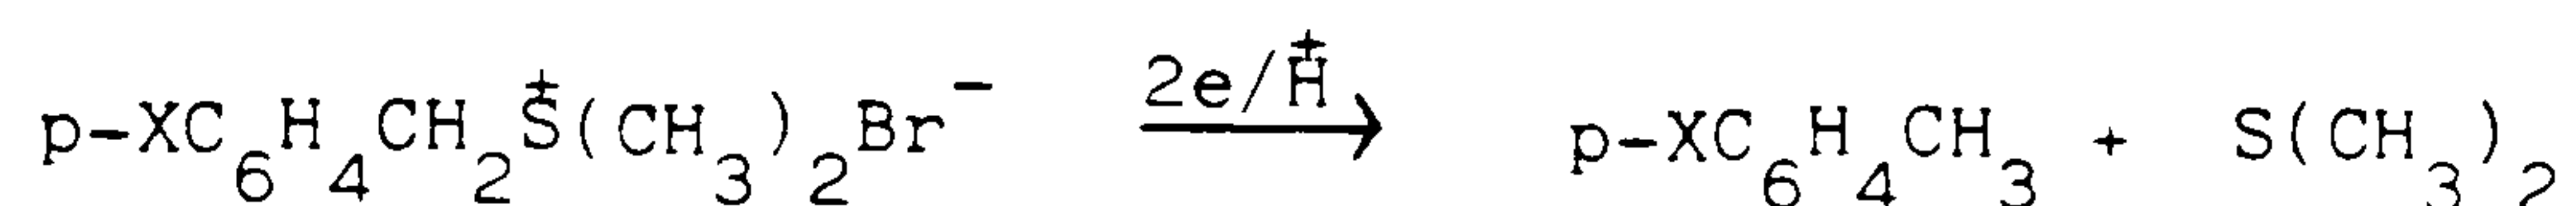 p-XC₆H₄CH₂S⁺(CH₃)₂Br⁻ 2e/H⁺ → p-XC₆H₄CH₃ + S(CH₃)₂